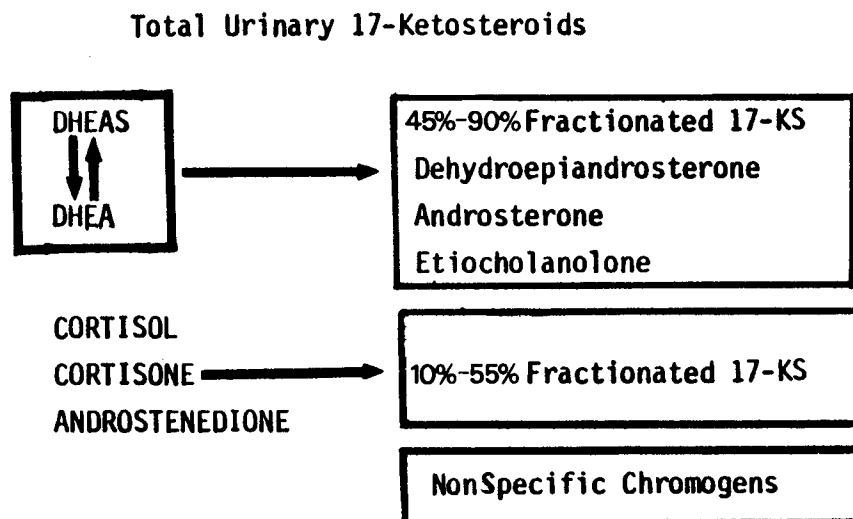 Total Urinary 17-Ketosteroids
DHEAS
DHEA
45%-90% Fractionated 17-KS
Dehydroepiandrosterone
Androsterone
Etiocholanolone
CORTISOL
CORTISONE
ANDROSTENEDIONE
10%-55% Fractionated 17-KS
NonSpecific Chromogens